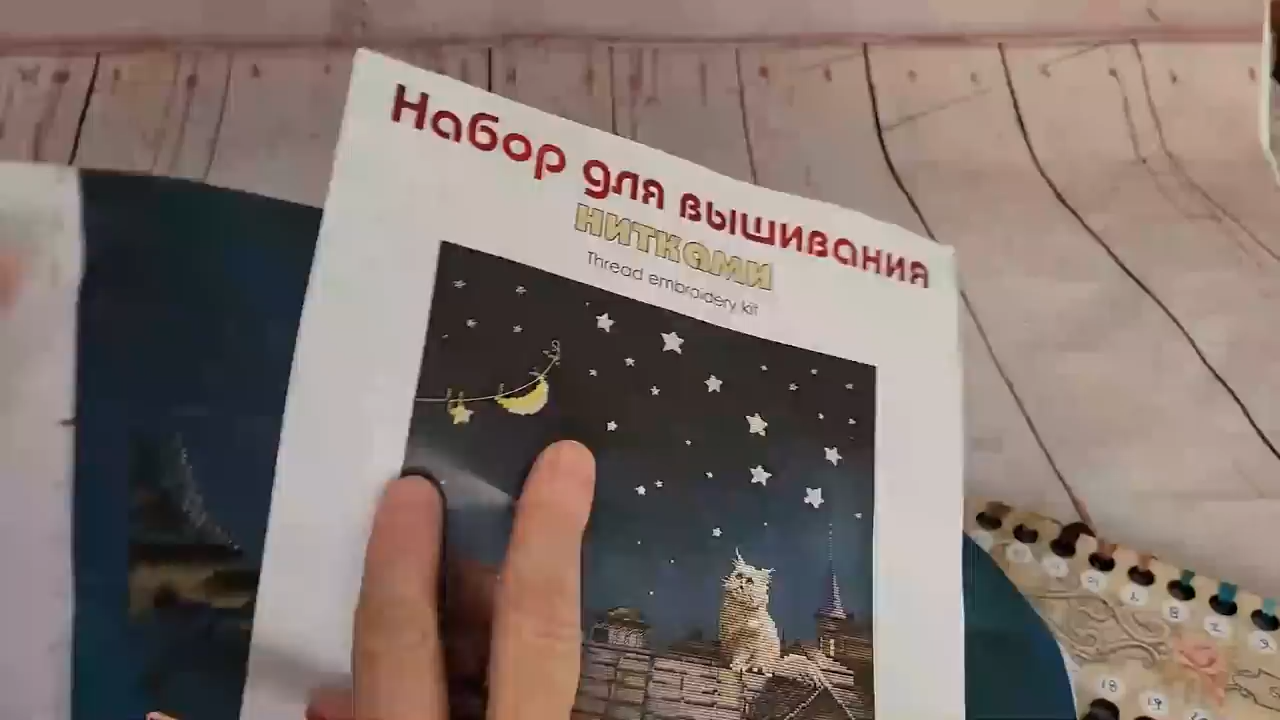 Набор для вышивания
нитками
Thread embroidery kit